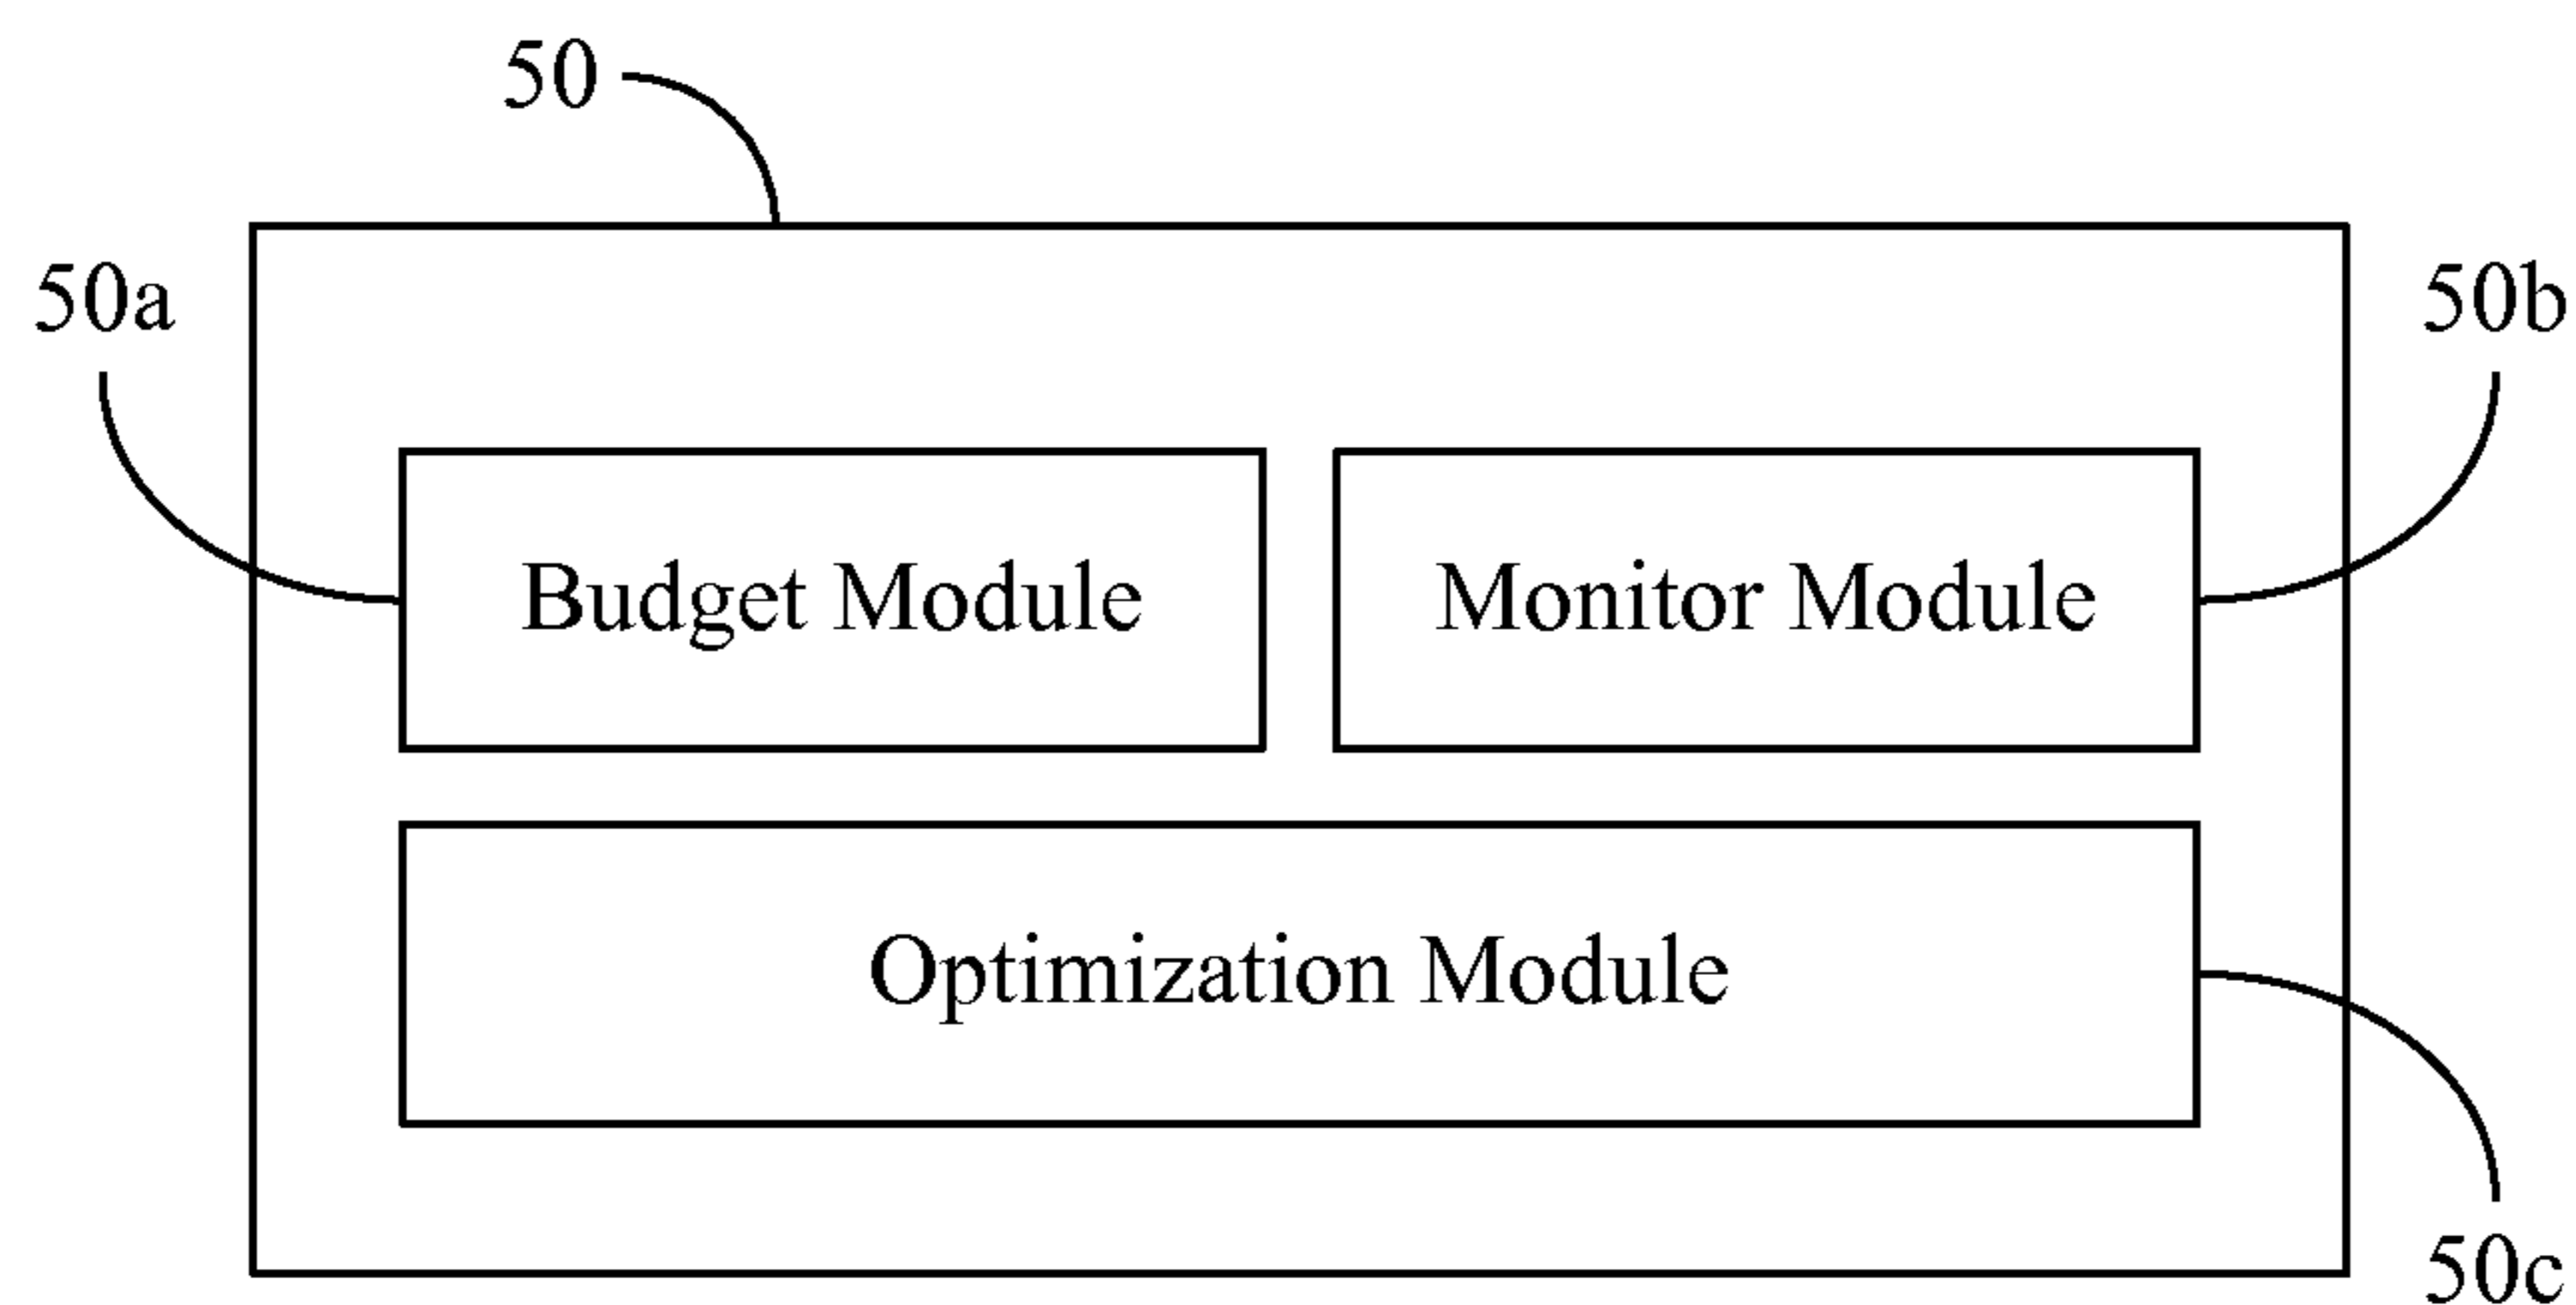 50
50a
50b
Budget Module
Monitor Module
Optimization Module
50c